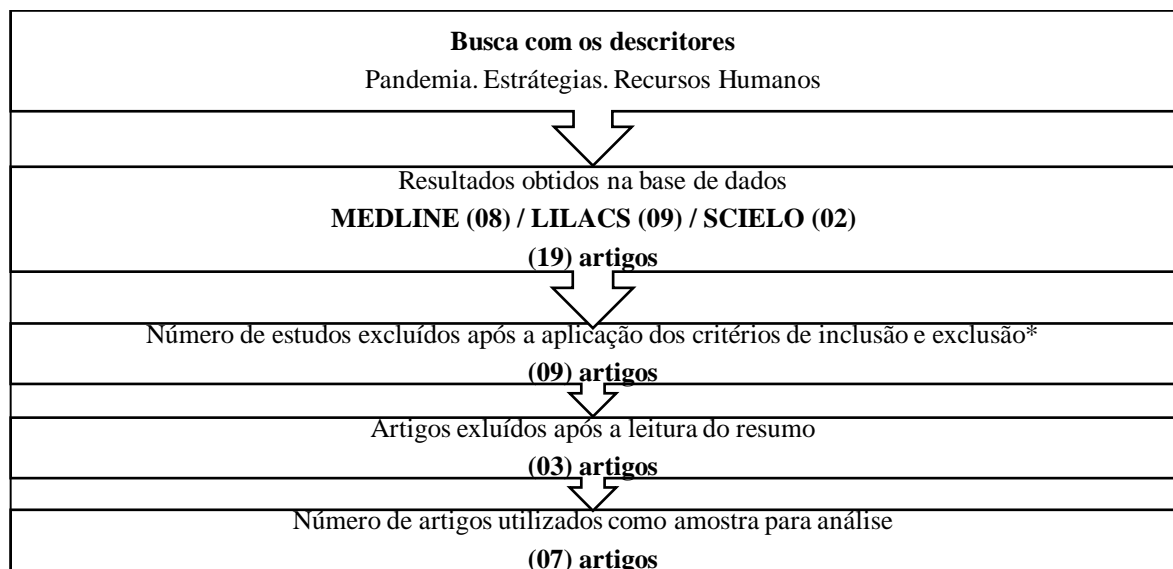 Busca com os descritores
Pandemia. Estrátegias. Recursos Humanos
Resultados obtidos na base de dados
MEDLINE (08) / LILACS (09) / SCIELO (02)
(19) artigos
Número de estudos excluídos após a aplicação dos critérios de inclusão e exclusão*
(09) artigos
Artigos exluídos após a leitura do resumo
(03) artigos
Número de artigos utilizados como amostra para análise
(07) artigos